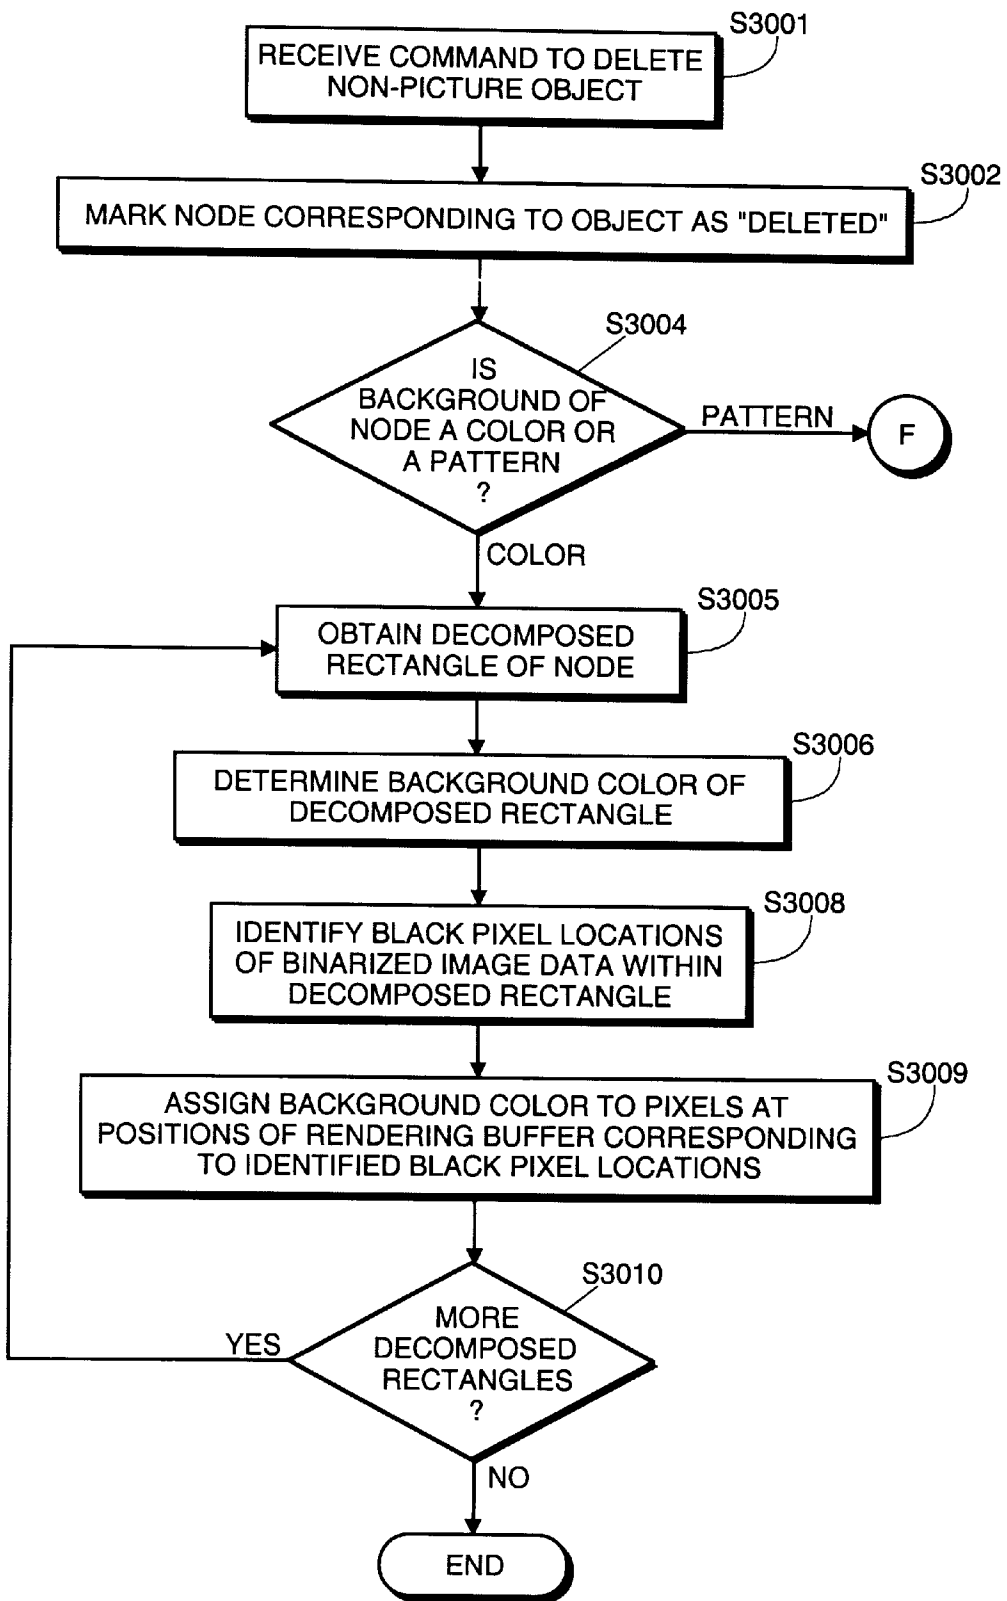 S3001
RECEIVE COMMAND TO DELETE
NON-PICTURE OBJECT
S3002
MARK NODE CORRESPONDING TO OBJECT AS "DELETED"
S3004
IS
BACKGROUND OF
NODE A COLOR OR
A PATTERN
?
PATTERN
F
COLOR
S3005
OBTAIN DECOMPOSED
RECTANGLE OF NODE
S3006
DETERMINE BACKGROUND COLOR OF
DECOMPOSED RECTANGLE
S3008
IDENTIFY BLACK PIXEL LOCATIONS
OF BINARIZED IMAGE DATA WITHIN
DECOMPOSED RECTANGLE
S3009
ASSIGN BACKGROUND COLOR TO PIXELS AT
POSITIONS OF RENDERING BUFFER CORRESPONDING
TO IDENTIFIED BLACK PIXEL LOCATIONS
S3010
MORE
DECOMPOSED
RECTANGLES
?
YES
NO
END